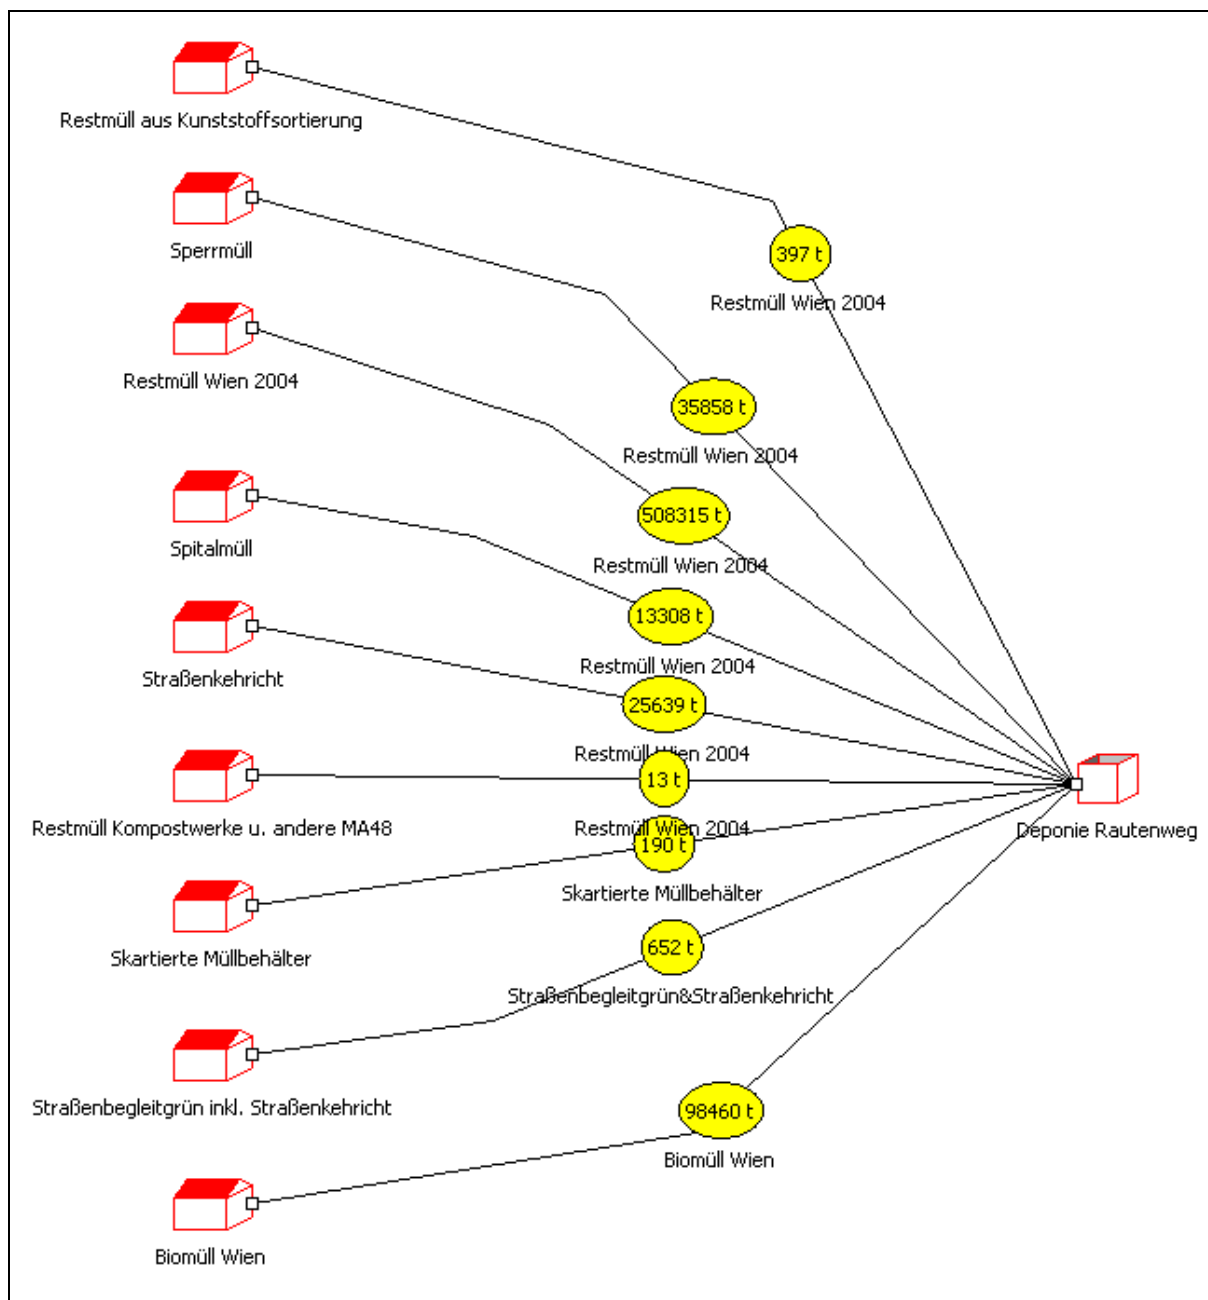 Restmüll aus Kunststoffsortierung
Sperrmüll
397 t
Restmüll Wien 2004
Restmüll Wien 2004
35858 t
Restmüll Wien 2004
508315 t
Restmüll Wien 2004
Spitalmüll
13308 t
Restmüll Wien 2004
Straßenkehricht
25639 t
Restmüll Wien 2004
13 t
Restmüll Wien 2004
Restmüll Kompostwerke u. andere MA48
Deponie Rautenweg
190 t
Skartierte Müllbehälter
Skartierte Müllbehälter
652 t
Straßenbegleitgrün&Straßenkehricht
Straßenbegleitgrün inkl. Straßenkehricht
98460 t
Biomüll Wien
Biomüll Wien